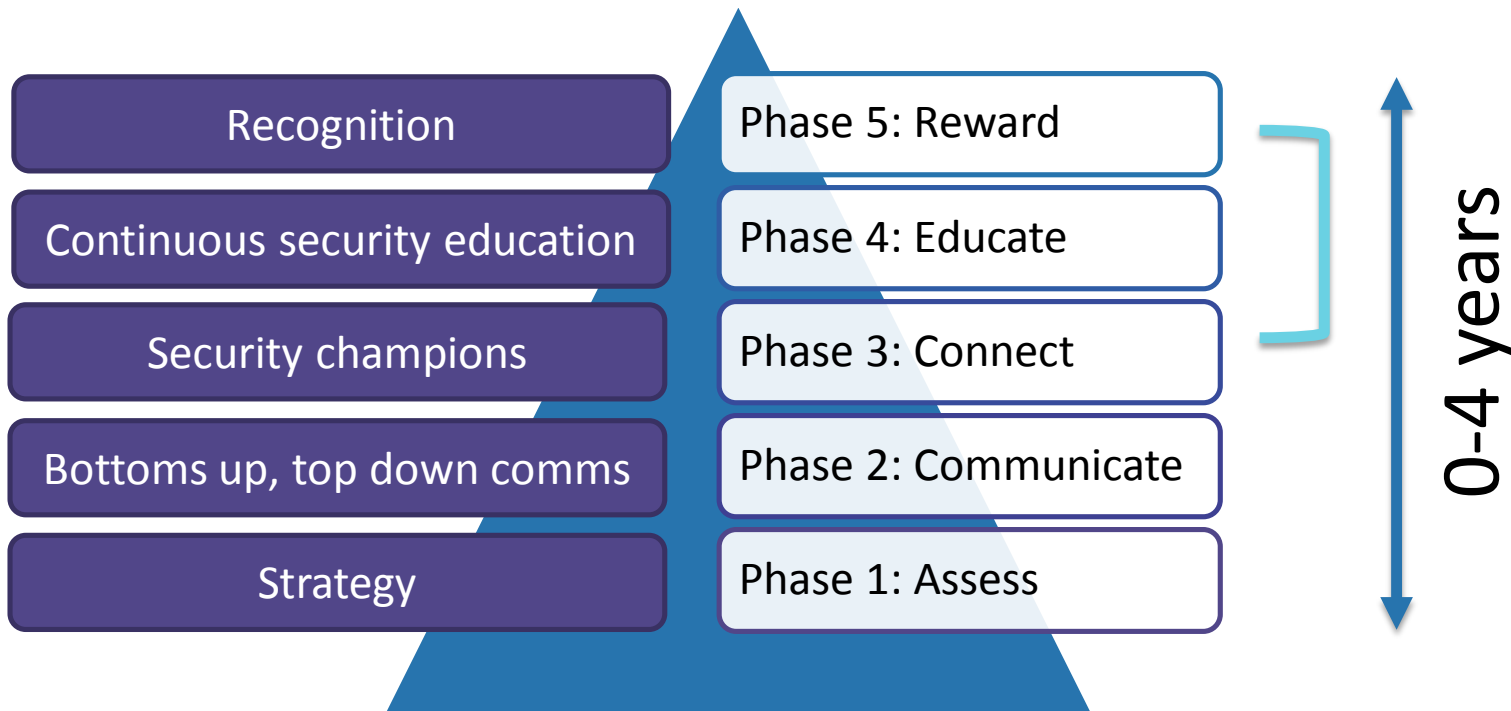 Recognition
Phase 5: Reward
Continuous security education
Phase 4: Educate
Security champions
Phase 3: Connect
Bottoms up, top down comms
Phase 2: Communicate
Strategy
Phase 1: Assess
0-4 years